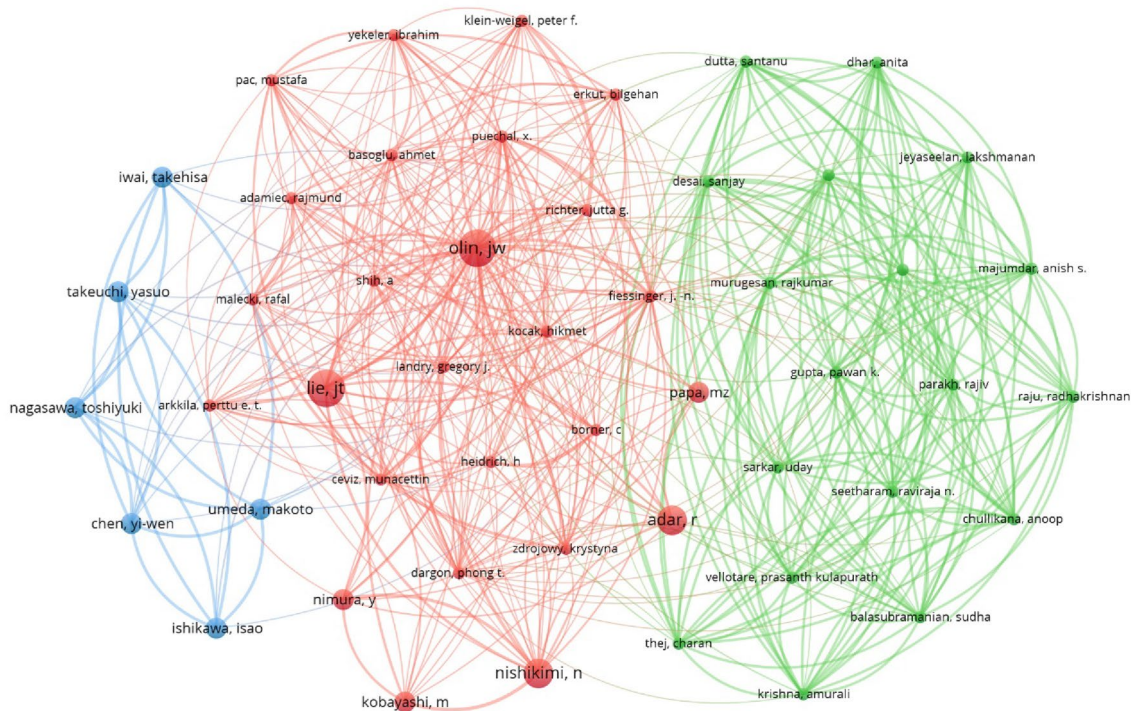 klein-weigel, peter f.
yekeler, ibrahim
dutta, santanu
dhar, anita
pac, mustafa
erkut, bilgehan
puechal, x.
basoglu, ahmet
jeyaseelan, lakshmanan
iwai, takehisa
desai, sanjay
adamiec, rajmund
richter, jutta g.
olin, jw
majumdar, anish s.
shih, a
murugesan, rajkumar
takeuchi, yasuo
malecki, rafal
fiessinger, j. -n.
kocak, hikmet
landry, gregory j.
gupta, pawan k.
lie, jt
parakh, rajiv
papa, mz
raju, radhakrishnan
nagasawa, toshiyuki
arkkila, perttu e. t.
borner, c
heidrich, h
sarkar, uday
ceviz, munacettin
seetharam, raviraja n.
umeda, makoto
chen, yi-wen
adar, r
chullikana, anoop
zdrojowy, krystyna
dargon, phong t.
vellotare, prasanth kulapurath
nimura, y
balasubramanian, sudha
ishikawa, isao
thej, charan
nishikimi, n
krishna, amurali
kobayashi, m